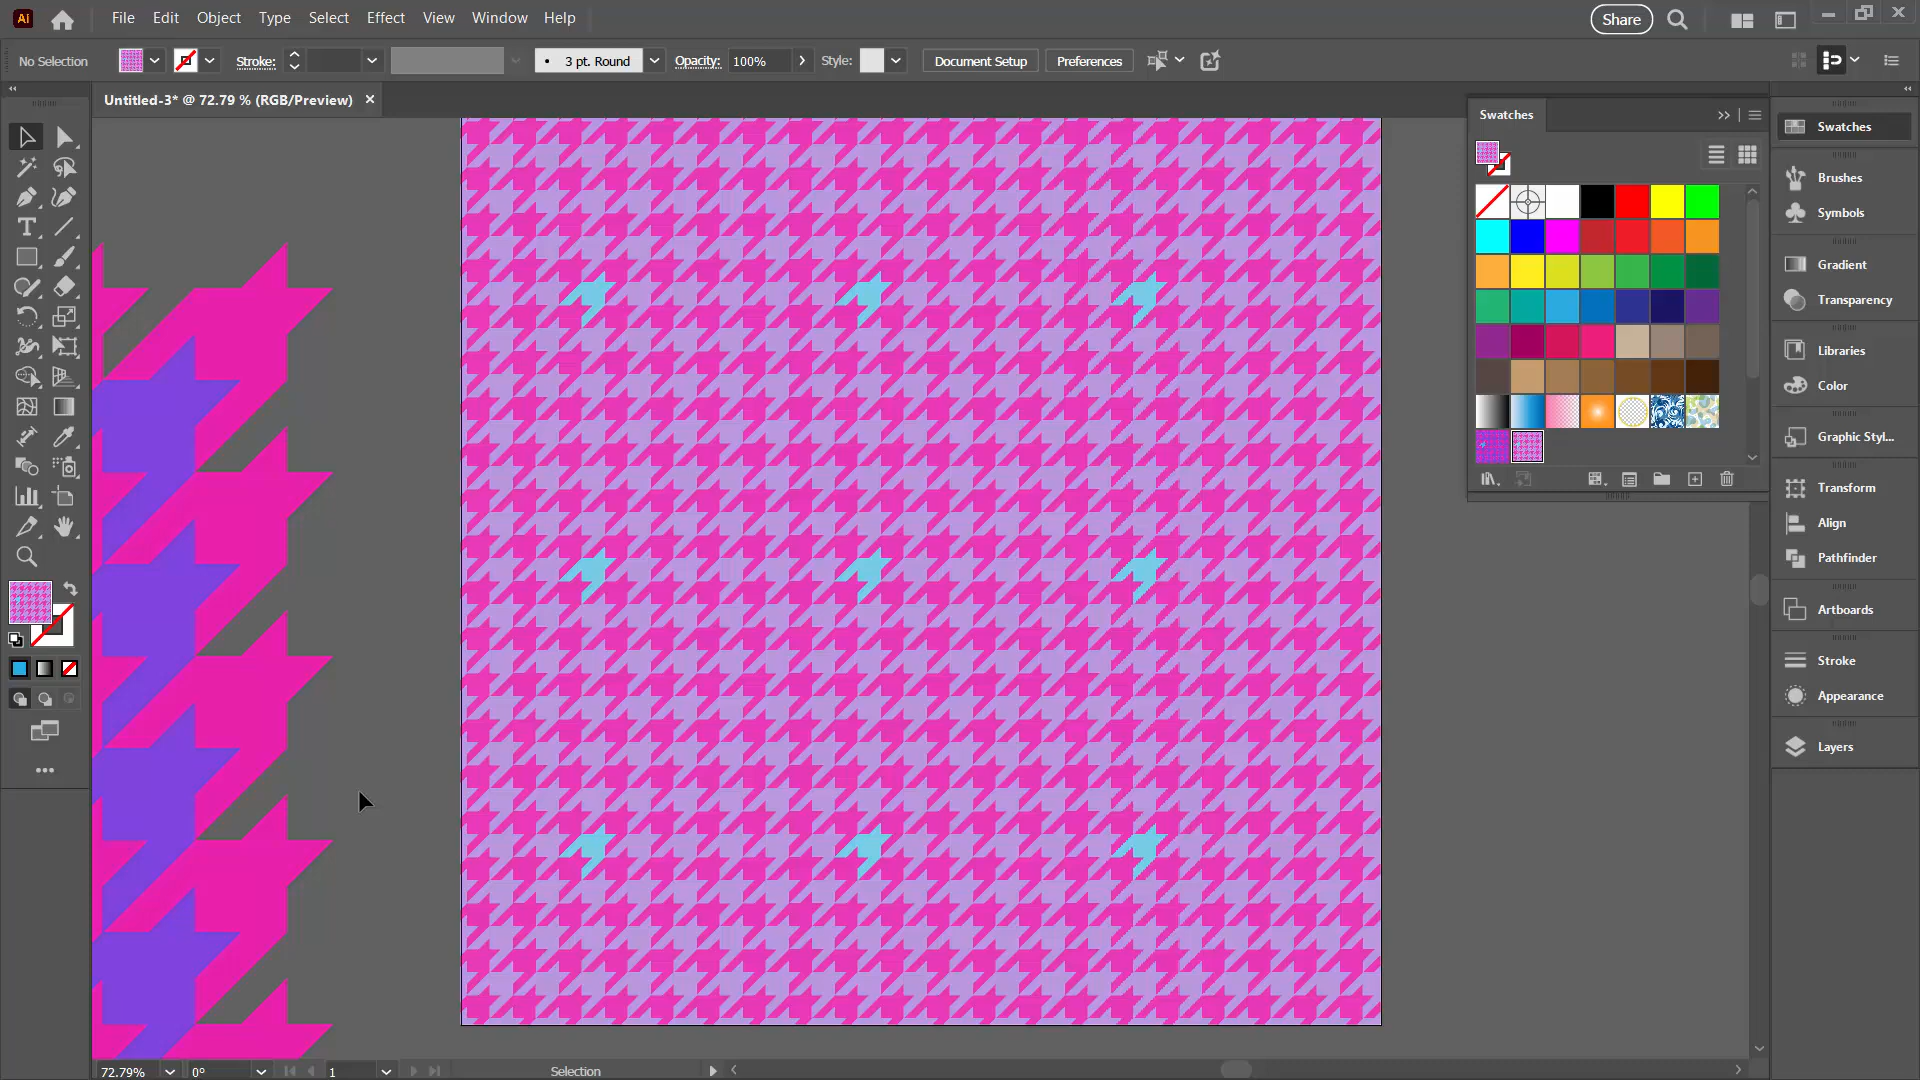 Ai File Edit Object Type Select Effect View Window Help Share
No Selection Stroke: 3 pt. Round Opacity: 100% Style: Document Setup Preferences
Untitled-3* @ 72.79 % (RGB/Preview)
Swatches
Swatches
Brushes
Symbols
Gradient
Transparency
Libraries
Color
Graphic Styl...
Transform
Align
Pathfinder
Artboards
Stroke
Appearance
Layers
72.79% 0° 1 Selection